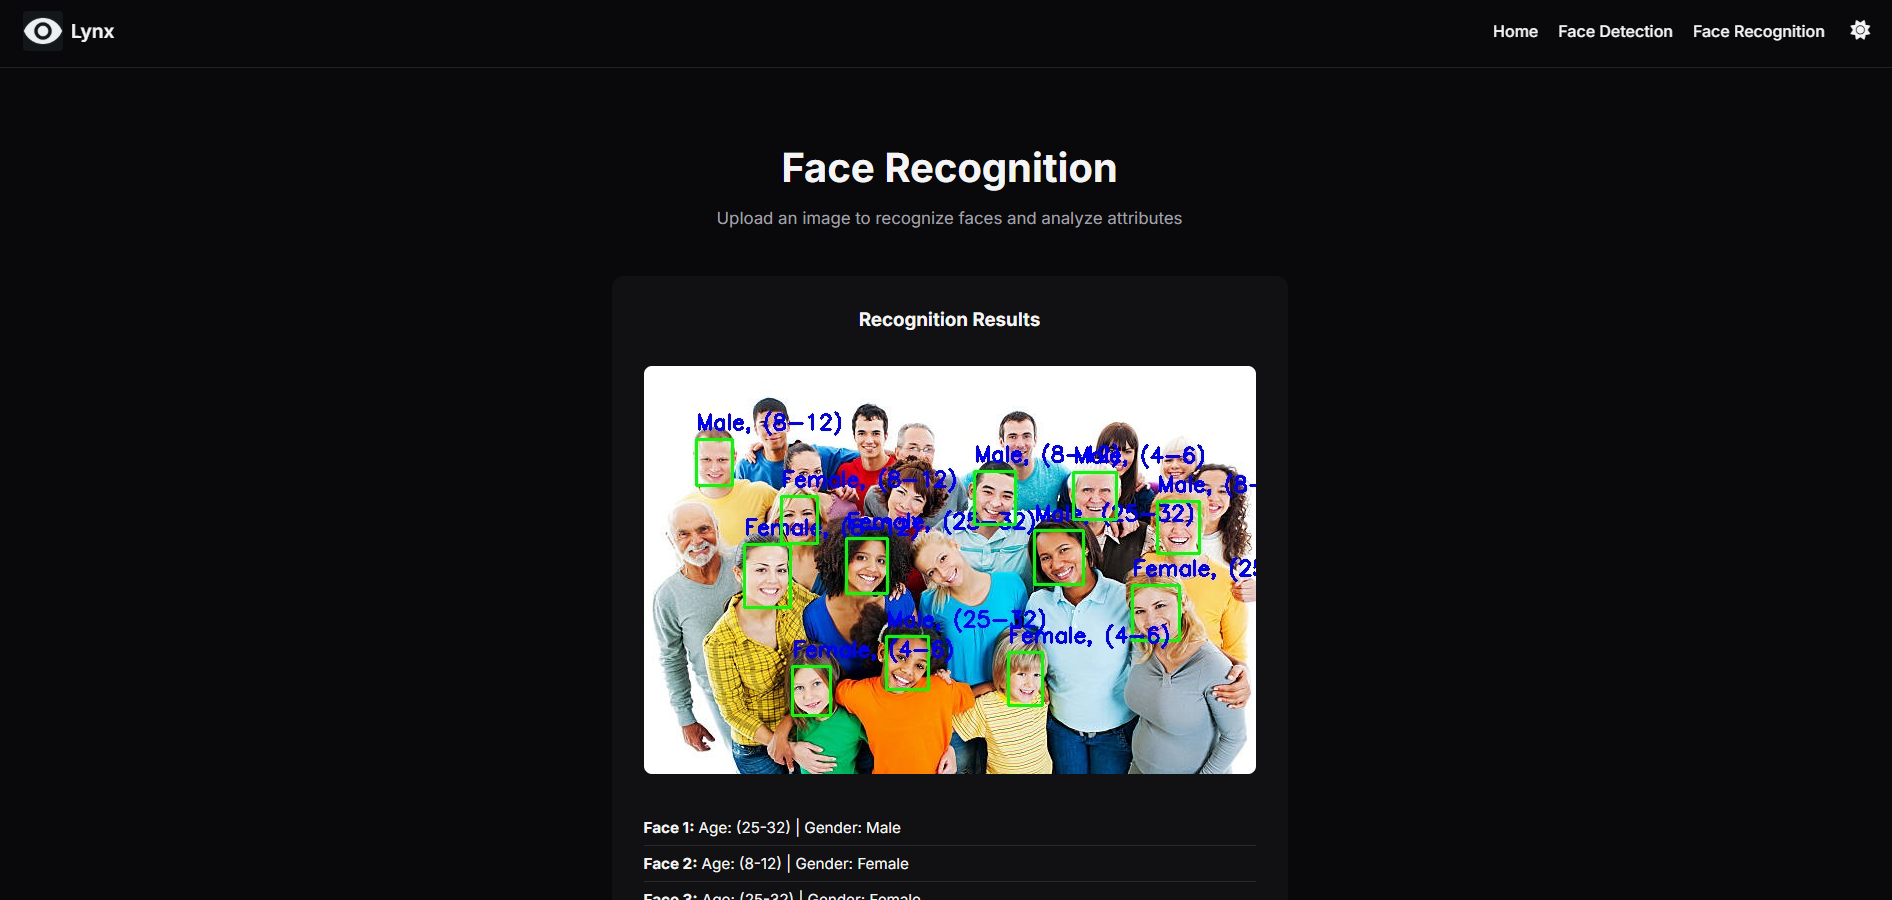 Lynx
Home
Face Detection
Face Recognition
Face Recognition
Upload an image to recognize faces and analyze attributes
Recognition Results
Male, (8-12)
Male, (8-
Male, (4-6)
Female, (8-12)
Male, (8-
Female,
Female, (25-32)
Male, (25-32)
Female, (25
Male, (25-32)
Female, (4-6)
Female, (4-6)
Face 1: Age: (25-32) | Gender: Male
Face 2: Age: (8-12) | Gender: Female
Face 3: Age: (25-32) | Gender: Female